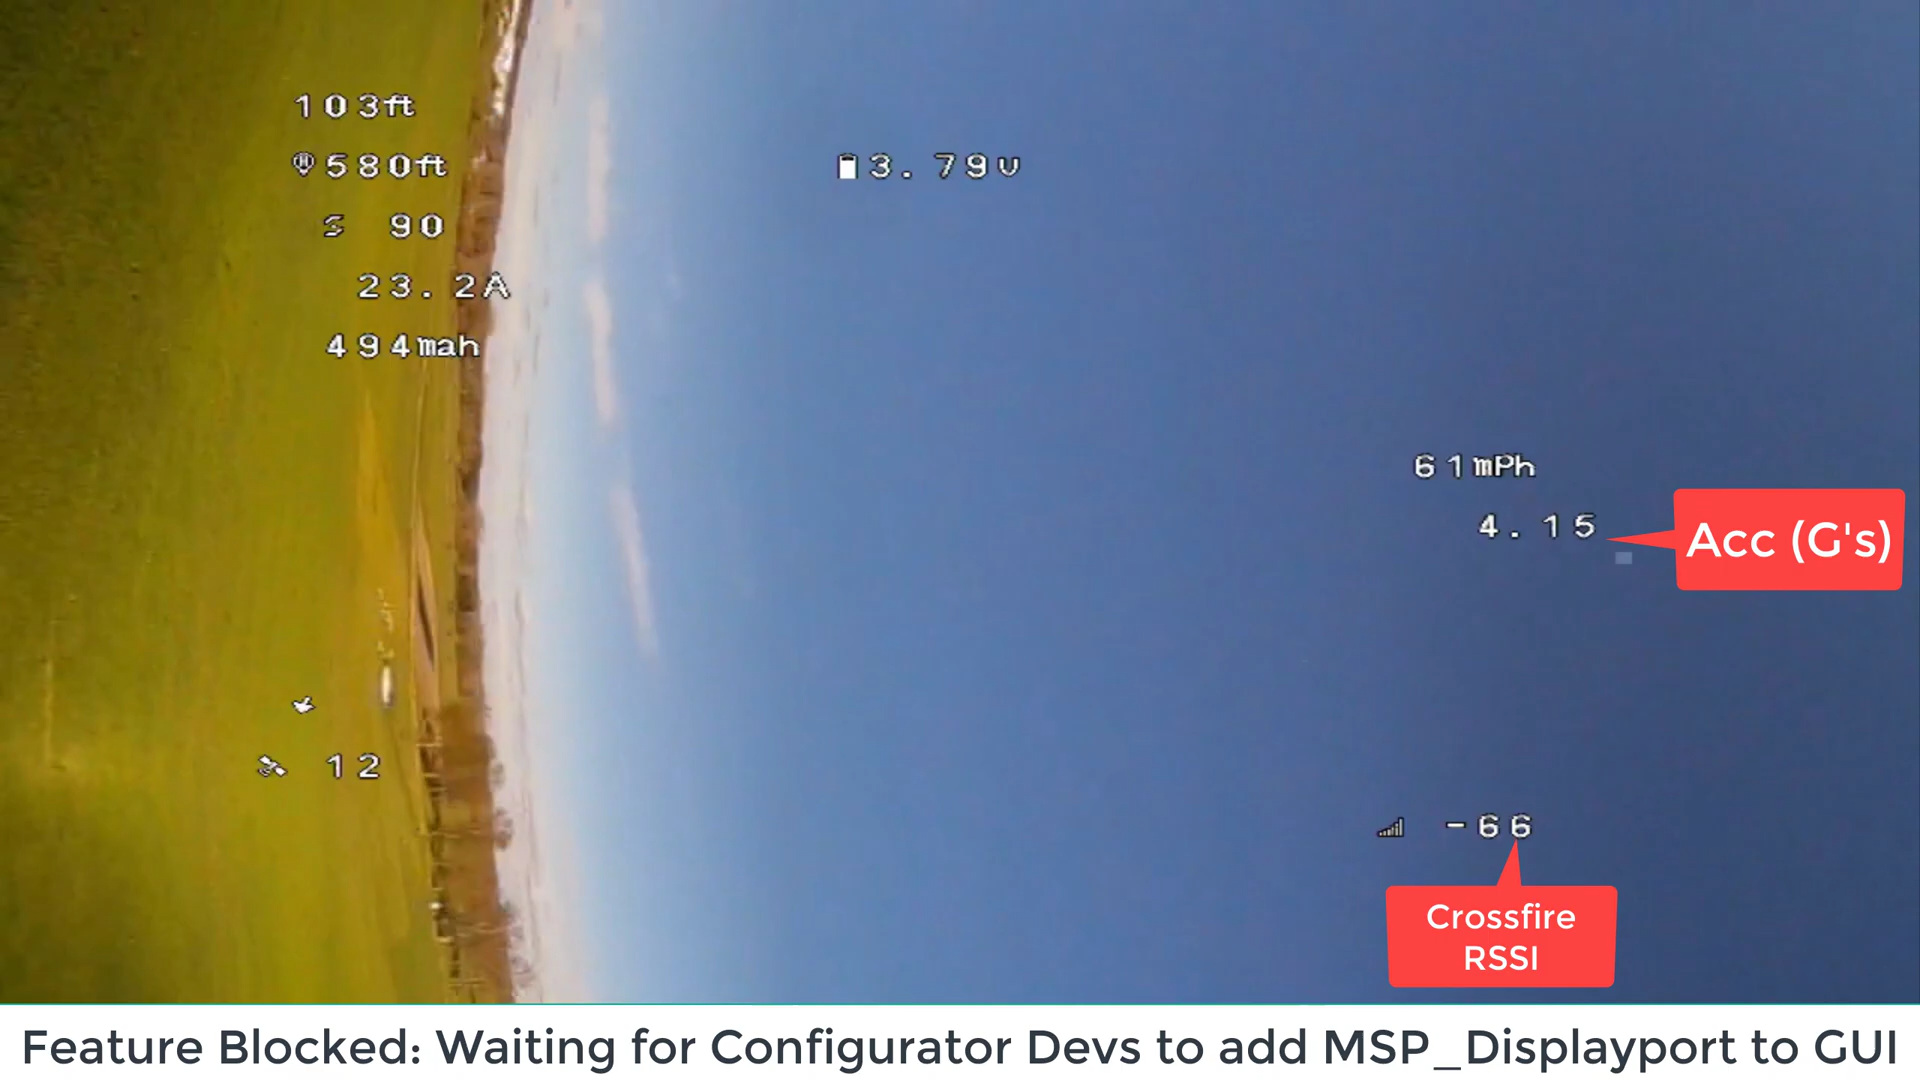 103ft
580ft
3.79V
90
23.2A
494mah
61mPh
4.15
Acc (G's)
12
-66
Crossfire
RSSI
Feature Blocked: Waiting for Configurator Devs to add MSP_Displayport to GUI